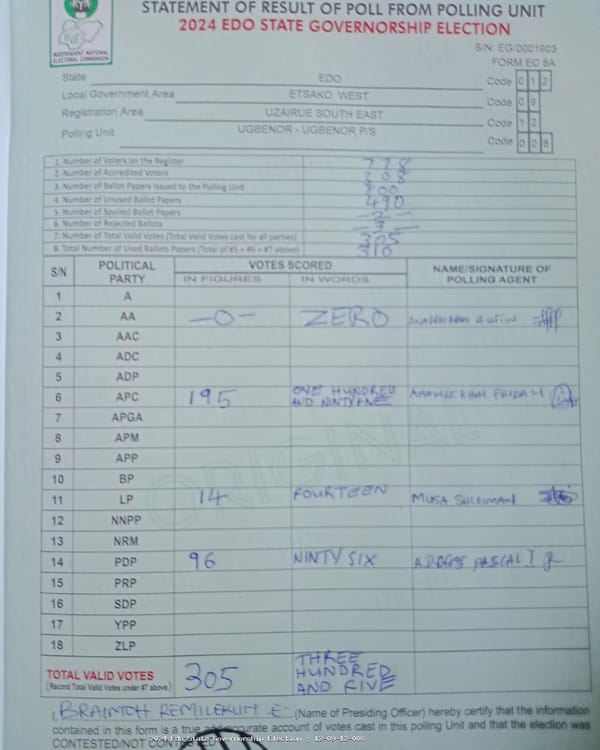 STATEMENT OF RESULT OF POLL FROM POLLING UNIT
2024 EDO STATE GOVERNORSHIP ELECTION
INEC
INDEPENDENT NATIONAL
ELECTORAL COMMISSION
S/N: EG/0001903
FORM EC 8A
State EDO Code 0 1 2
Local Government Area ETSAKO WEST Code 0 9
Registration Area UZAIRUE SOUTH EAST Code 1 2
Polling Unit UGBENOR - UGBENOR P/S Code 0 0 8
1. Number of Voters on the Register 778
2. Number of Accredited Voters
3. Number of Ballot Papers Issued to the Polling Unit 800
4. Number of Unused Ballot Papers 490
5. Number of Spoiled Ballot Papers
6. Number of Rejected Ballots
7. Number of Total Valid Votes (Total Valid Votes cast for all parties) 305
8. Total Number of Used Ballots Papers (Total of #5 + #6 + #7 above) 310
S/N POLITICAL PARTY VOTES SCORED IN FIGURES IN WORDS NAME/SIGNATURE OF POLLING AGENT
1 A
2 AA -0- ZERO
3 AAC
4 ADC
5 ADP
6 APC 195 ONE HUNDRED AND NINTY FIVE FRIDAY
7 APGA
8 APM
9 APP
10 BP
11 LP 14 FOURTEEN MUSA SULEIMAN
12 NNPP
13 NRM
14 PDP 96 NINTY SIX PASCAL I
15 PRP
16 SDP
17 YPP
18 ZLP
ORIGINAL
TOTAL VALID VOTES 305 THREE HUNDRED AND FIVE
(Record Total Valid Votes under #7 above)
I, REMILEKUN E. (Name of Presiding Officer) hereby certify that the information
contained in this form is a true and accurate account of votes cast in this polling Unit and that the election was
CONTESTED/NOT CONTESTED
2024 Edo State Governorship Election - 12-09-12-008